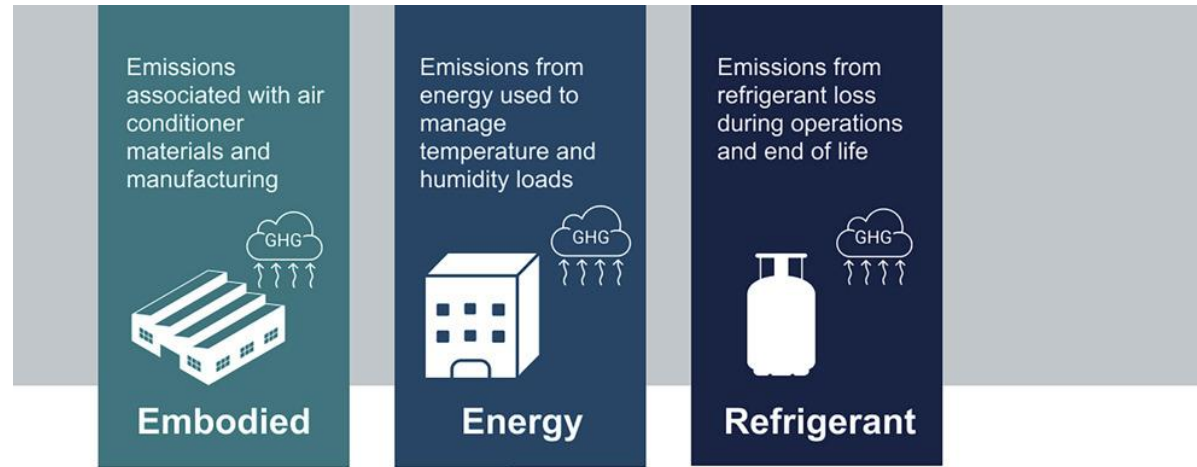 Emissions
associated with air
conditioner
materials and
manufacturing
GHG
Embodied
Emissions from
energy used to
manage
temperature and
humidity loads
GHG
Energy
Emissions from
refrigerant loss
during operations
and end of life
GHG
Refrigerant